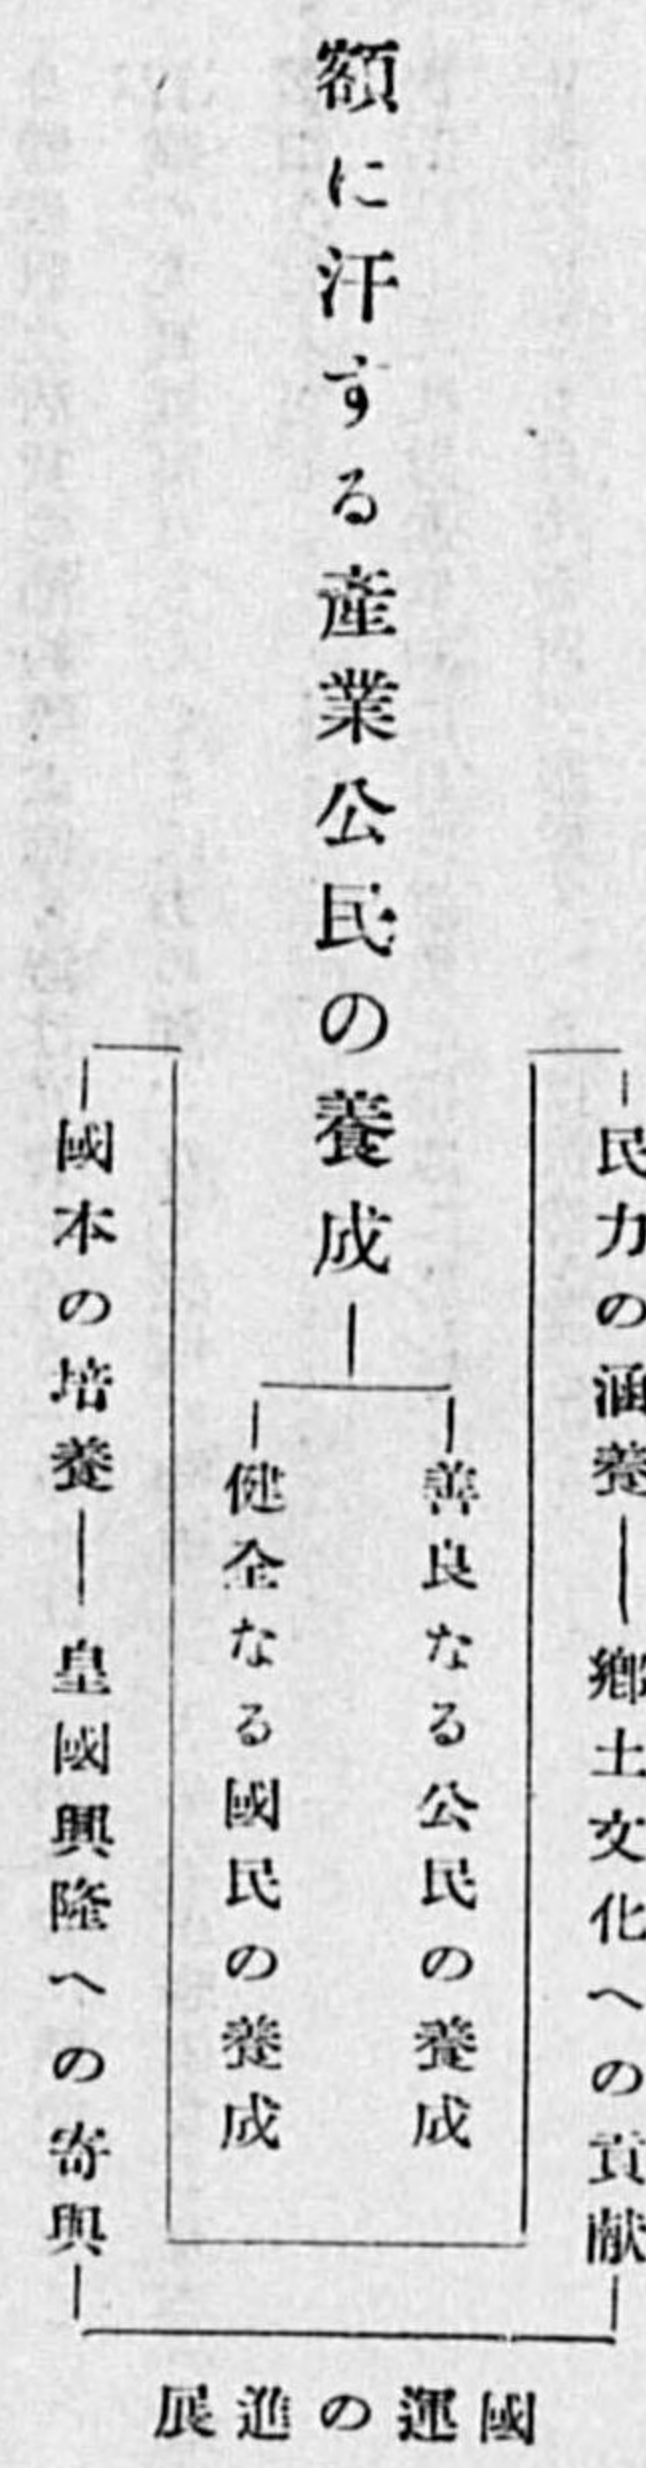 額に汗する産業公民の養成
善良なる公民の養成
健全なる國民の養成
民力の涵養―鄕土文化への貢献
國本の培養―皇國興隆への寄與
國運の進展